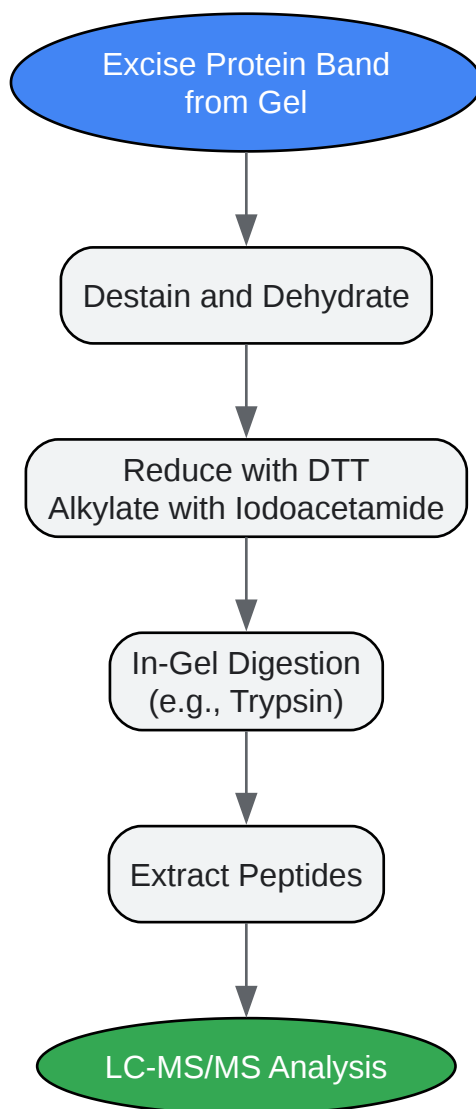 Excise Protein Band
from Gel
Destain and Dehydrate
Reduce with DTT
Alkylate with Iodoacetamide
In-Gel Digestion
(e.g., Trypsin)
Extract Peptides
LC-MS/MS Analysis